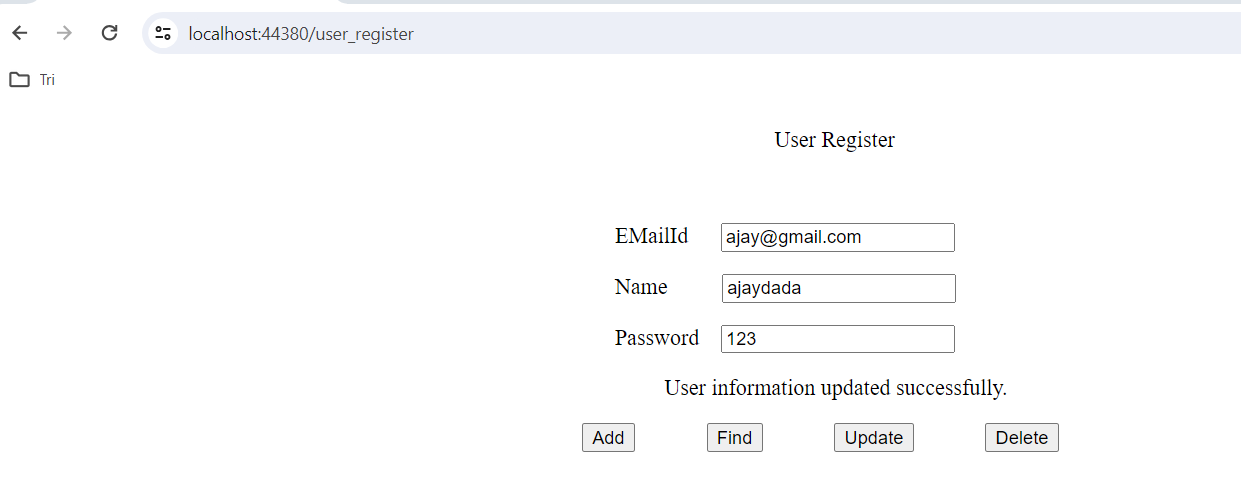 localhost:44380/user_register
Tri
User Register
EMailId ajay@gmail.com
Name ajaydada
Password 123
User information updated successfully.
Add Find Update Delete